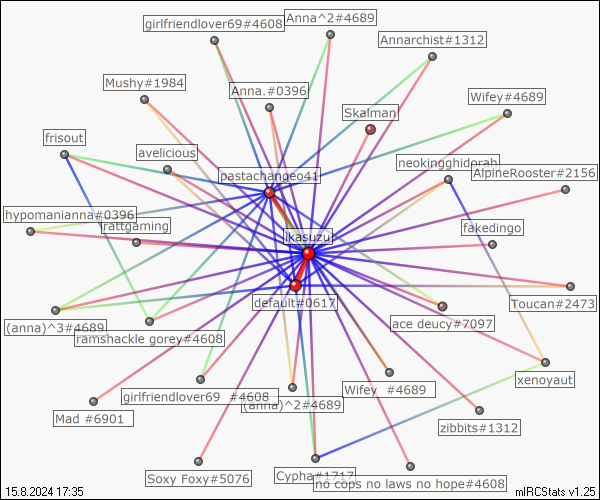 girlfriendlover69#4608
Anna^2#4689
Annarchist#1312
Mushy#1984
Anna.#0396
Skalman
Wifey#4689
frisout
avelicious
neokingghidorah
pastachangeo41
AlpineRooster#2156
hypomanianna#0396
rattgaming
ikasuzu
fakedingo
default#0617
Toucan#2473
(anna)^3#4689
ramshackle gorey#4608
ace deucy#7097
xenoyaut
girlfriendlover69 #4608
Wifey #4689
(anna)^2#4689
Mad #6901
zibbits#1312
Soxy Foxy#5076
Cypha#1717
no cops no laws no hope#4608
15.8.2024 17:35
mIRCStats v1.25